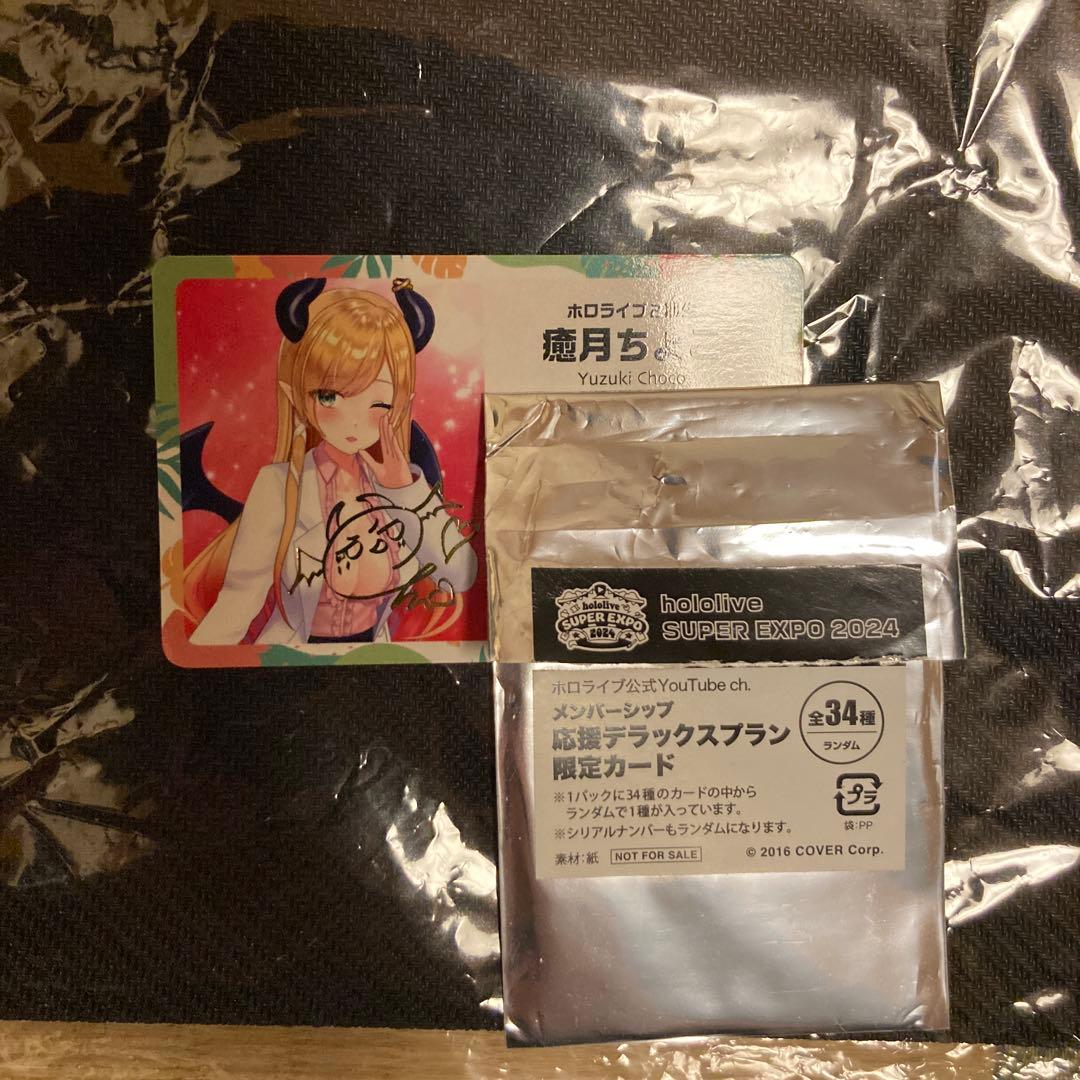 ホロライブ2期生
癒月ち
Yuzuki Choco
hololive
SUPER EXPO
2024
hololive
SUPER EXPO 2024
ホロライブ公式YouTube ch.
メンバーシップ
応援デラックスプラン
限定カード
全34種
ランダム
※1パックに34種のカードの中から
ランダムで1種が入っています。
※シリアルナンバーもランダムになります。
プラ
袋:PP
素材:紙 NOT FOR SALE
© 2016 COVER Corp.